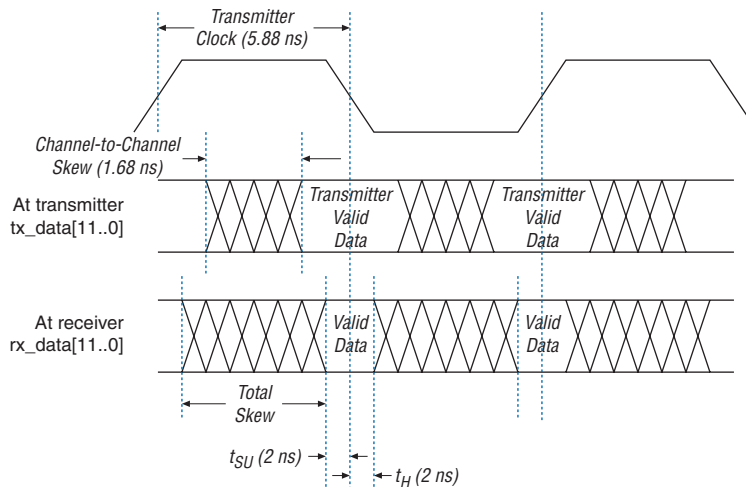 Transmitter
Clock (5.88 ns)
Channel-to-Channel
Skew (1.68 ns)
At transmitter
tx_data[11..0]
Transmitter
Valid
Data
Transmitter
Valid
Data
At receiver
rx_data[11..0]
Valid
Data
Valid
Data
Total
Skew
tSU (2 ns)
tH (2 ns)